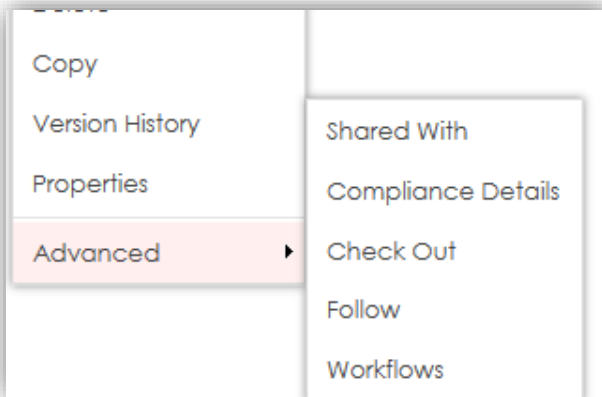 Copy
Version History
Properties
Advanced
Shared With
Compliance Details
Check Out
Follow
Workflows